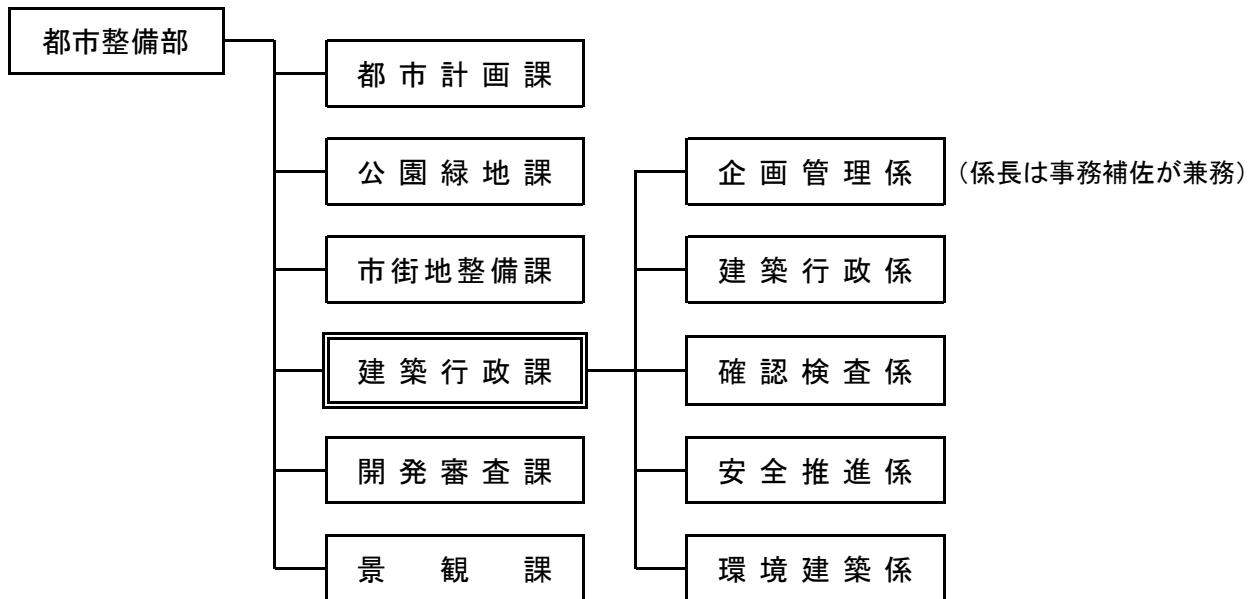 都市整備部
都市計画課
公園緑地課
市街地整備課
建築行政課
開発審査課
景観課
企画管理係 (係長は事務補佐が兼務)
建築行政係
確認検査係
安全推進係
環境建築係